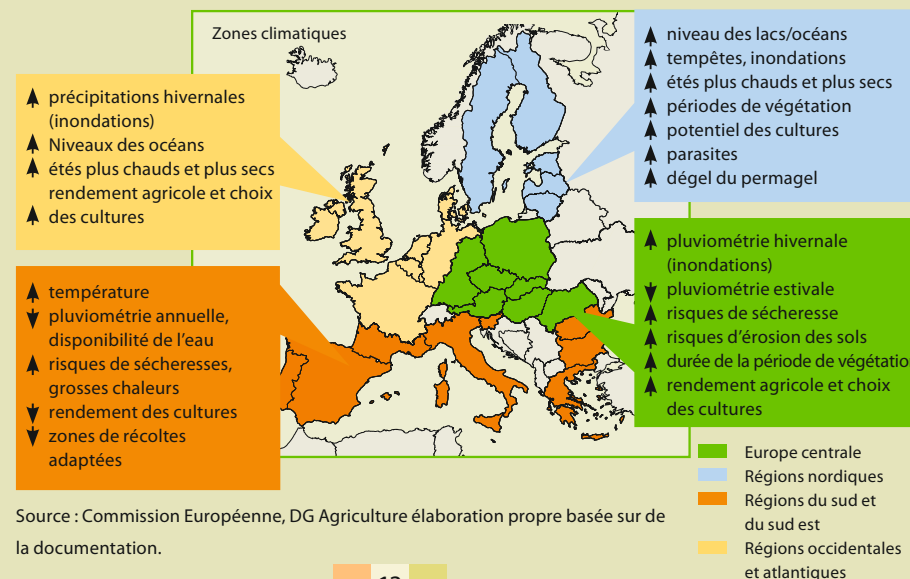 Zones climatiques
▲ précipitations hivernales
(inondations)
▲ Niveaux des océans
▲ étés plus chauds et plus secs
rendement agricole et choix
▲ des cultures
▲ température
▼ pluviométrie annuelle,
disponibilité de l'eau
▲ risques de sécheresses,
grosses chaleurs
▼ rendement des cultures
▼ zones de récoltes
adaptées
▲ niveau des lacs/océans
▲ tempêtes, inondations
▲ étés plus chauds et plus secs
▲ périodes de végétation
▲ potentiel des cultures
▲ parasites
▲ dégel du permagel
▲ pluviométrie hivernale
(inondations)
▼ pluviométrie estivale
▲ risques de sécheresse
▲ risques d'érosion des sols
▲ durée de la période de végétatio
▲ rendement agricole et choix
des cultures
Europe centrale
Régions nordiques
Régions du sud et
du sud est
Régions occidentales
et atlantiques
Source : Commission Européenne, DG Agriculture élaboration propre basée sur de
la documentation.